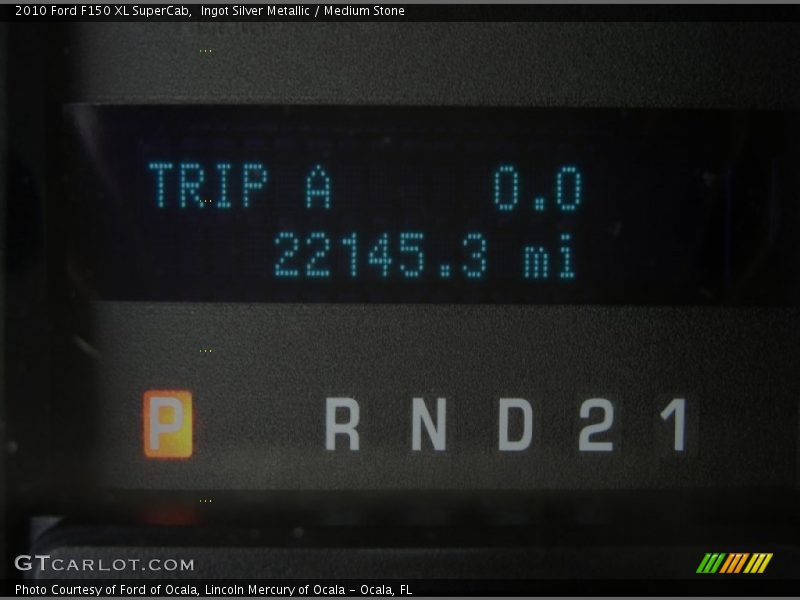 2010 Ford F150 XL SuperCab, Ingot Silver Metallic / Medium Stone
TRIP A 0.0
22145.3 mi
P R N D 2 1
GTCARLOT.COM
Photo Courtesy of Ford of Ocala, Lincoln Mercury of Ocala - Ocala, FL